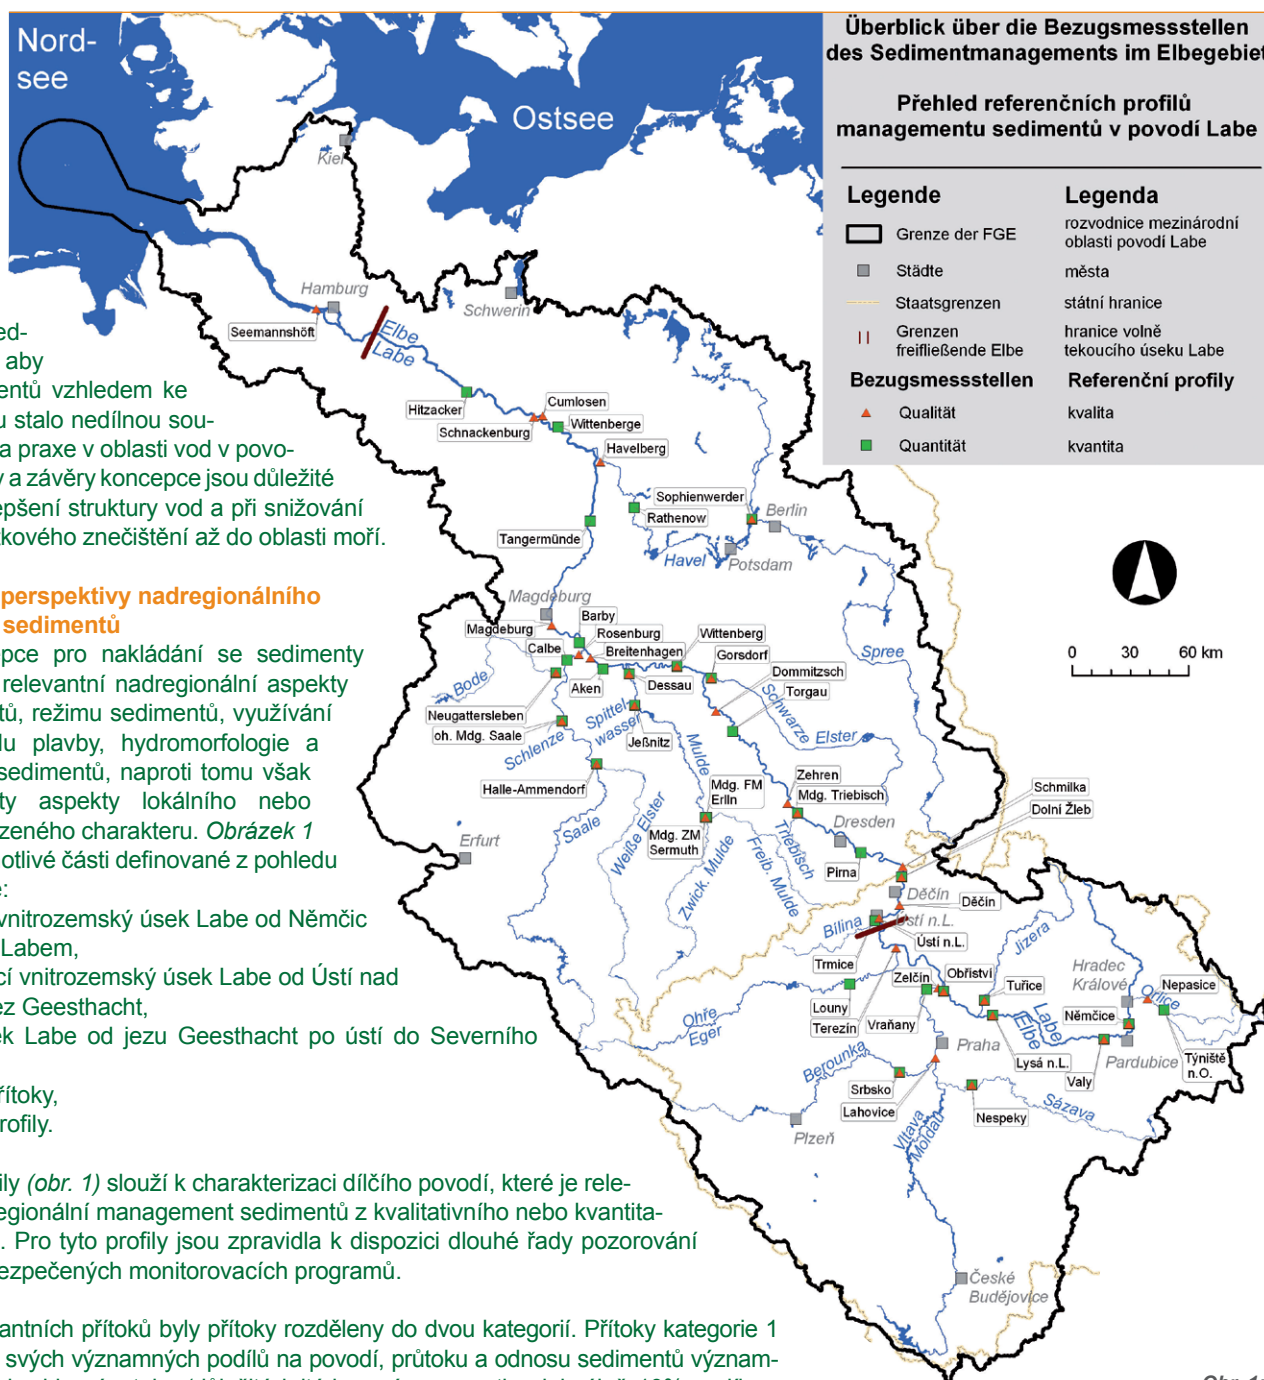 Nord-
see
Ostsee
Kiel
Hamburg
Schwerin
Seemannshöft
Elbe
Labe
Hitzacker
Cumlosen
Schnackenburg
Wittenberge
Havelberg
Sophienwerder
Berlin
Rathenow
Tangermünde
Havel
Potsdam
Magdeburg
Magdeburg
Barby
Rosenburg
Calbe
Breitenhagen
Wittenberg
Gorsdorf
Dommitzsch
Torgau
Spree
Bode
Aken
Dessau
Neugattersleben
oh. Mdg. Saale
Spittel-
wasser
Schlenze
Jeßnitz
Mulde
Schwarze Elster
Halle-Ammendorf
Mdg. FM
Erlln
Zehren
Mdg. Triebisch
Schmilka
Dolní Žleb
Saale
Weiße Elster
Erfurt
Mdg. ZM
Sermuth
Zwick. Mulde
Freib. Mulde
Triebisch
Dresden
Pirna
Děčín
Děčín
Bílina
Ústí n.L.
Ústí n.L.
Trmice
Jizera
Zelčín
Obříství
Tuřice
Hradec
Králové
Nepasice
Orlice
Louny
Terezín
Vraňany
Ohře
Eger
Labe
Elbe
Němčice
Lysá n.L.
Valy
Pardubice
Týniště
n.O.
Berounka
Praha
Srbsko
Lahovice
Nespeky
Sázava
Plzeň
Vltava
Moldau
České
Budějovice
Überblick über die Bezugsmessstellen
des Sedimentmanagements im Elbegebiet
Přehled referenčních profilů
managementu sedimentů v povodí Labe
Legende Legenda
Grenze der FGE rozvodnice mezinárodní
oblasti povodí Labe
Städte města
Staatsgrenzen státní hranice
Grenzen hranice volně
freifließende Elbe tekoucího úseku Labe
Bezugsmessstellen Referenční profily
Qualität kvalita
Quantität kvantita
0 30 60 km
ed-
aby
entů vzhledem ke
u stalo nedílnou sou-
a praxe v oblasti vod v povo-
y a závěry koncepce jsou důležité
epšení struktury vod a při snižování
tkového znečištění až do oblasti moří.
perspektivy nadregionálního
sedimentů
pce pro nakládání se sedimenty
relevantní nadregionální aspekty
tů, režimu sedimentů, využívání
du plavby, hydromorfologie a
sedimentů, naproti tomu však
ty aspekty lokálního nebo
zeného charakteru. Obrázek 1
notlivé části definované z pohledu
e:
vnitrozemský úsek Labe od Němčic
Labem,
cí vnitrozemský úsek Labe od Ústí nad
ez Geesthacht,
ek Labe od jezu Geesthacht po ústí do Severního
přítoky,
rofily.
ily (obr. 1) slouží k charakterizaci dílčího povodí, které je rele-
regionální management sedimentů z kvalitativního nebo kvantita-
. Pro tyto profily jsou zpravidla k dispozici dlouhé řady pozorování
bezpečených monitorovacích programů.
antních přítoků byly přítoky rozděleny do dvou kategorií. Přítoky kategorie 1
svých významných podílů na povodí, průtoku a odnosu sedimentů význam-